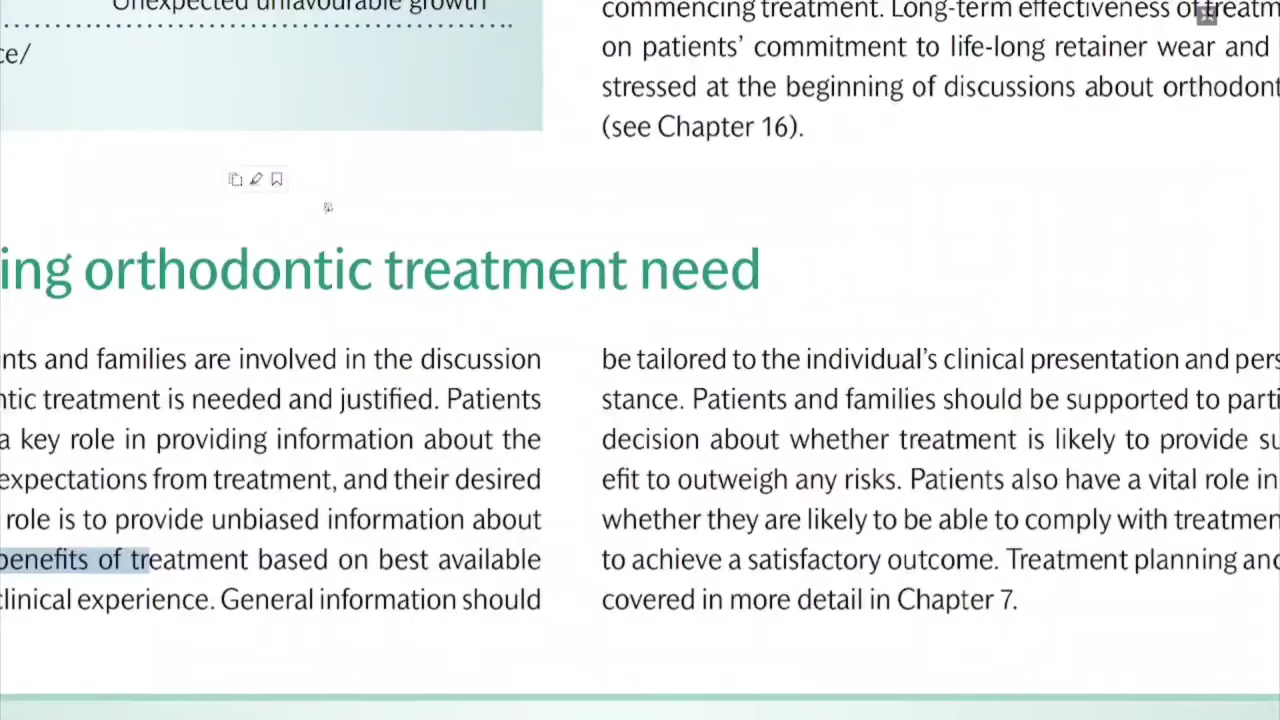 Unexpected unfavourable growth
ce/
commencing treatment. Long-term effectiveness of treatm
on patients’ commitment to life-long retainer wear and
stressed at the beginning of discussions about orthodont
(see Chapter 16).
ing orthodontic treatment need
nts and families are involved in the discussion
ntic treatment is needed and justified. Patients
a key role in providing information about the
expectations from treatment, and their desired
role is to provide unbiased information about
benefits of treatment based on best available
clinical experience. General information should
be tailored to the individual’s clinical presentation and pers
stance. Patients and families should be supported to parti
decision about whether treatment is likely to provide su
efit to outweigh any risks. Patients also have a vital role in
whether they are likely to be able to comply with treatmen
to achieve a satisfactory outcome. Treatment planning and
covered in more detail in Chapter 7.